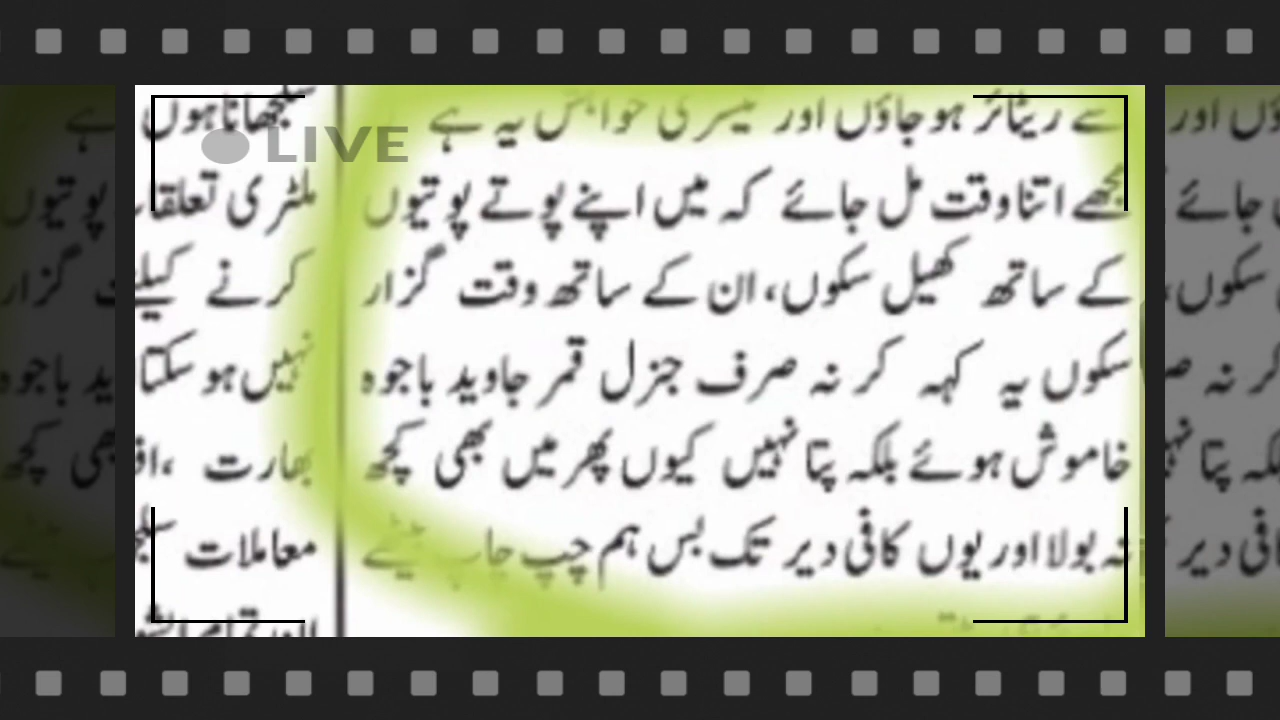 LIVE
سے ریٹائر ہو جاؤں اور میری خواہش یہ ہے
مجھے اتنا وقت مل جائے کہ میں اپنے پوتے پوتیوں
کے ساتھ کھیل سکوں، ان کے ساتھ وقت گزار
سکوں یہ کہہ کر نہ صرف جنرل قمر جاوید باجوہ
خاموش ہوئے بلکہ پتا نہیں کیوں پھر میں بھی کچھ
نہ بولا اور یوں کافی دیر تک بس ہم چپ چاپ بیٹھے
سلجھانا ہوں
ملٹری
کرنے کیلئے
نہیں ہو سکتا
بھارت ،
معاملات